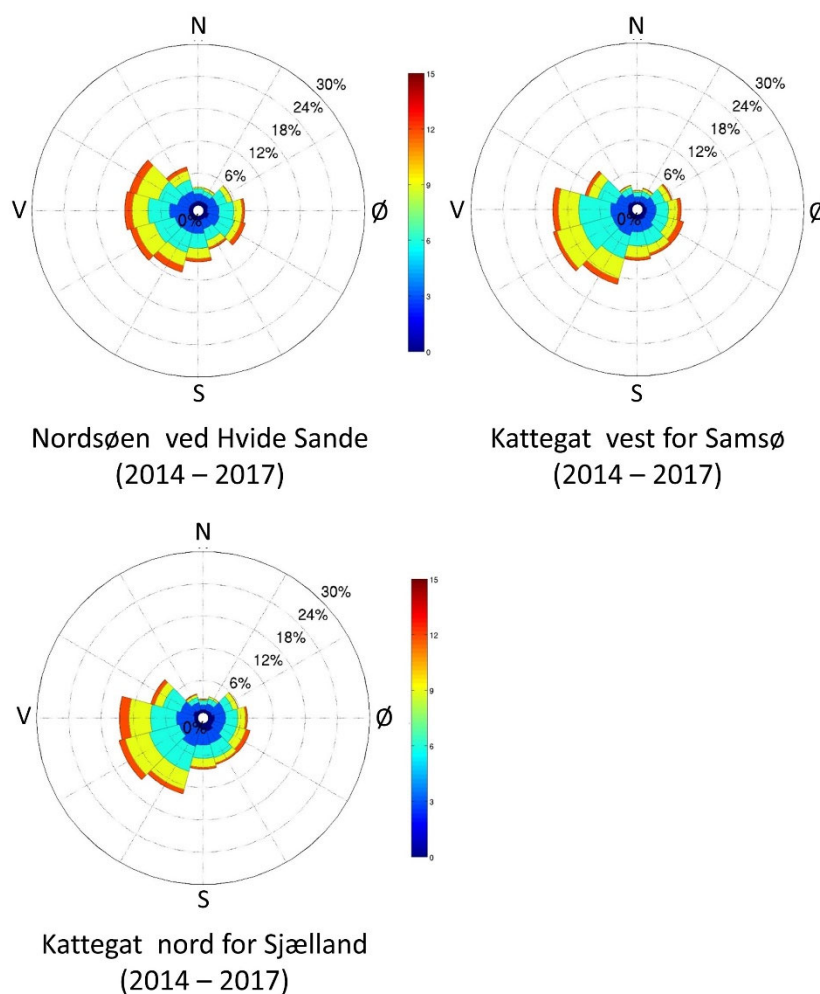 N
30%
24%
18%
12%
6%
0%
V
Ø
S
15
12
9
6
3
0
Nordsøen ved Hvide Sande
(2014 – 2017)
N
30%
24%
18%
12%
6%
0%
V
Ø
S
Kattegat vest for Samsø
(2014 – 2017)
N
30%
24%
18%
12%
6%
0%
V
Ø
S
15
12
9
6
3
0
Kattegat nord for Sjælland
(2014 – 2017)